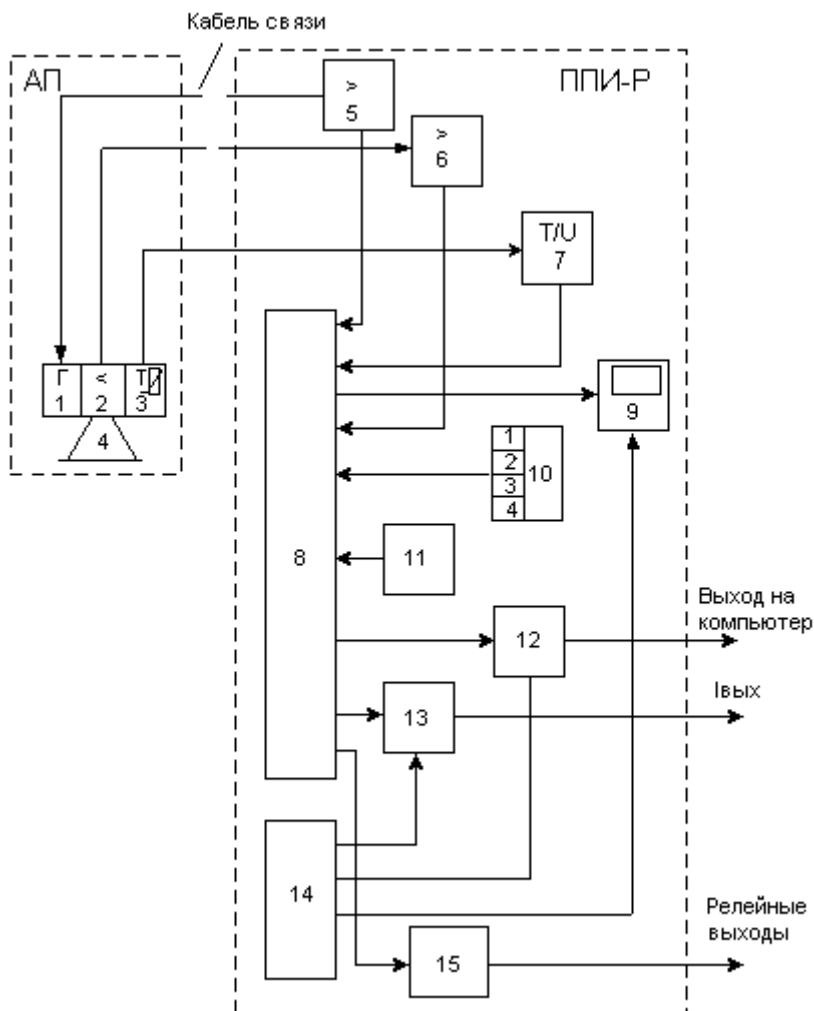 Кабель связи
АП
ППИ-Р
>
5
>
6
T/U
7
Г
1
<
2
T
3
4
9
1
2
3
4
10
8
11
Выход на
компьютер
12
Iвых
13
14
Релейные
выходы
15